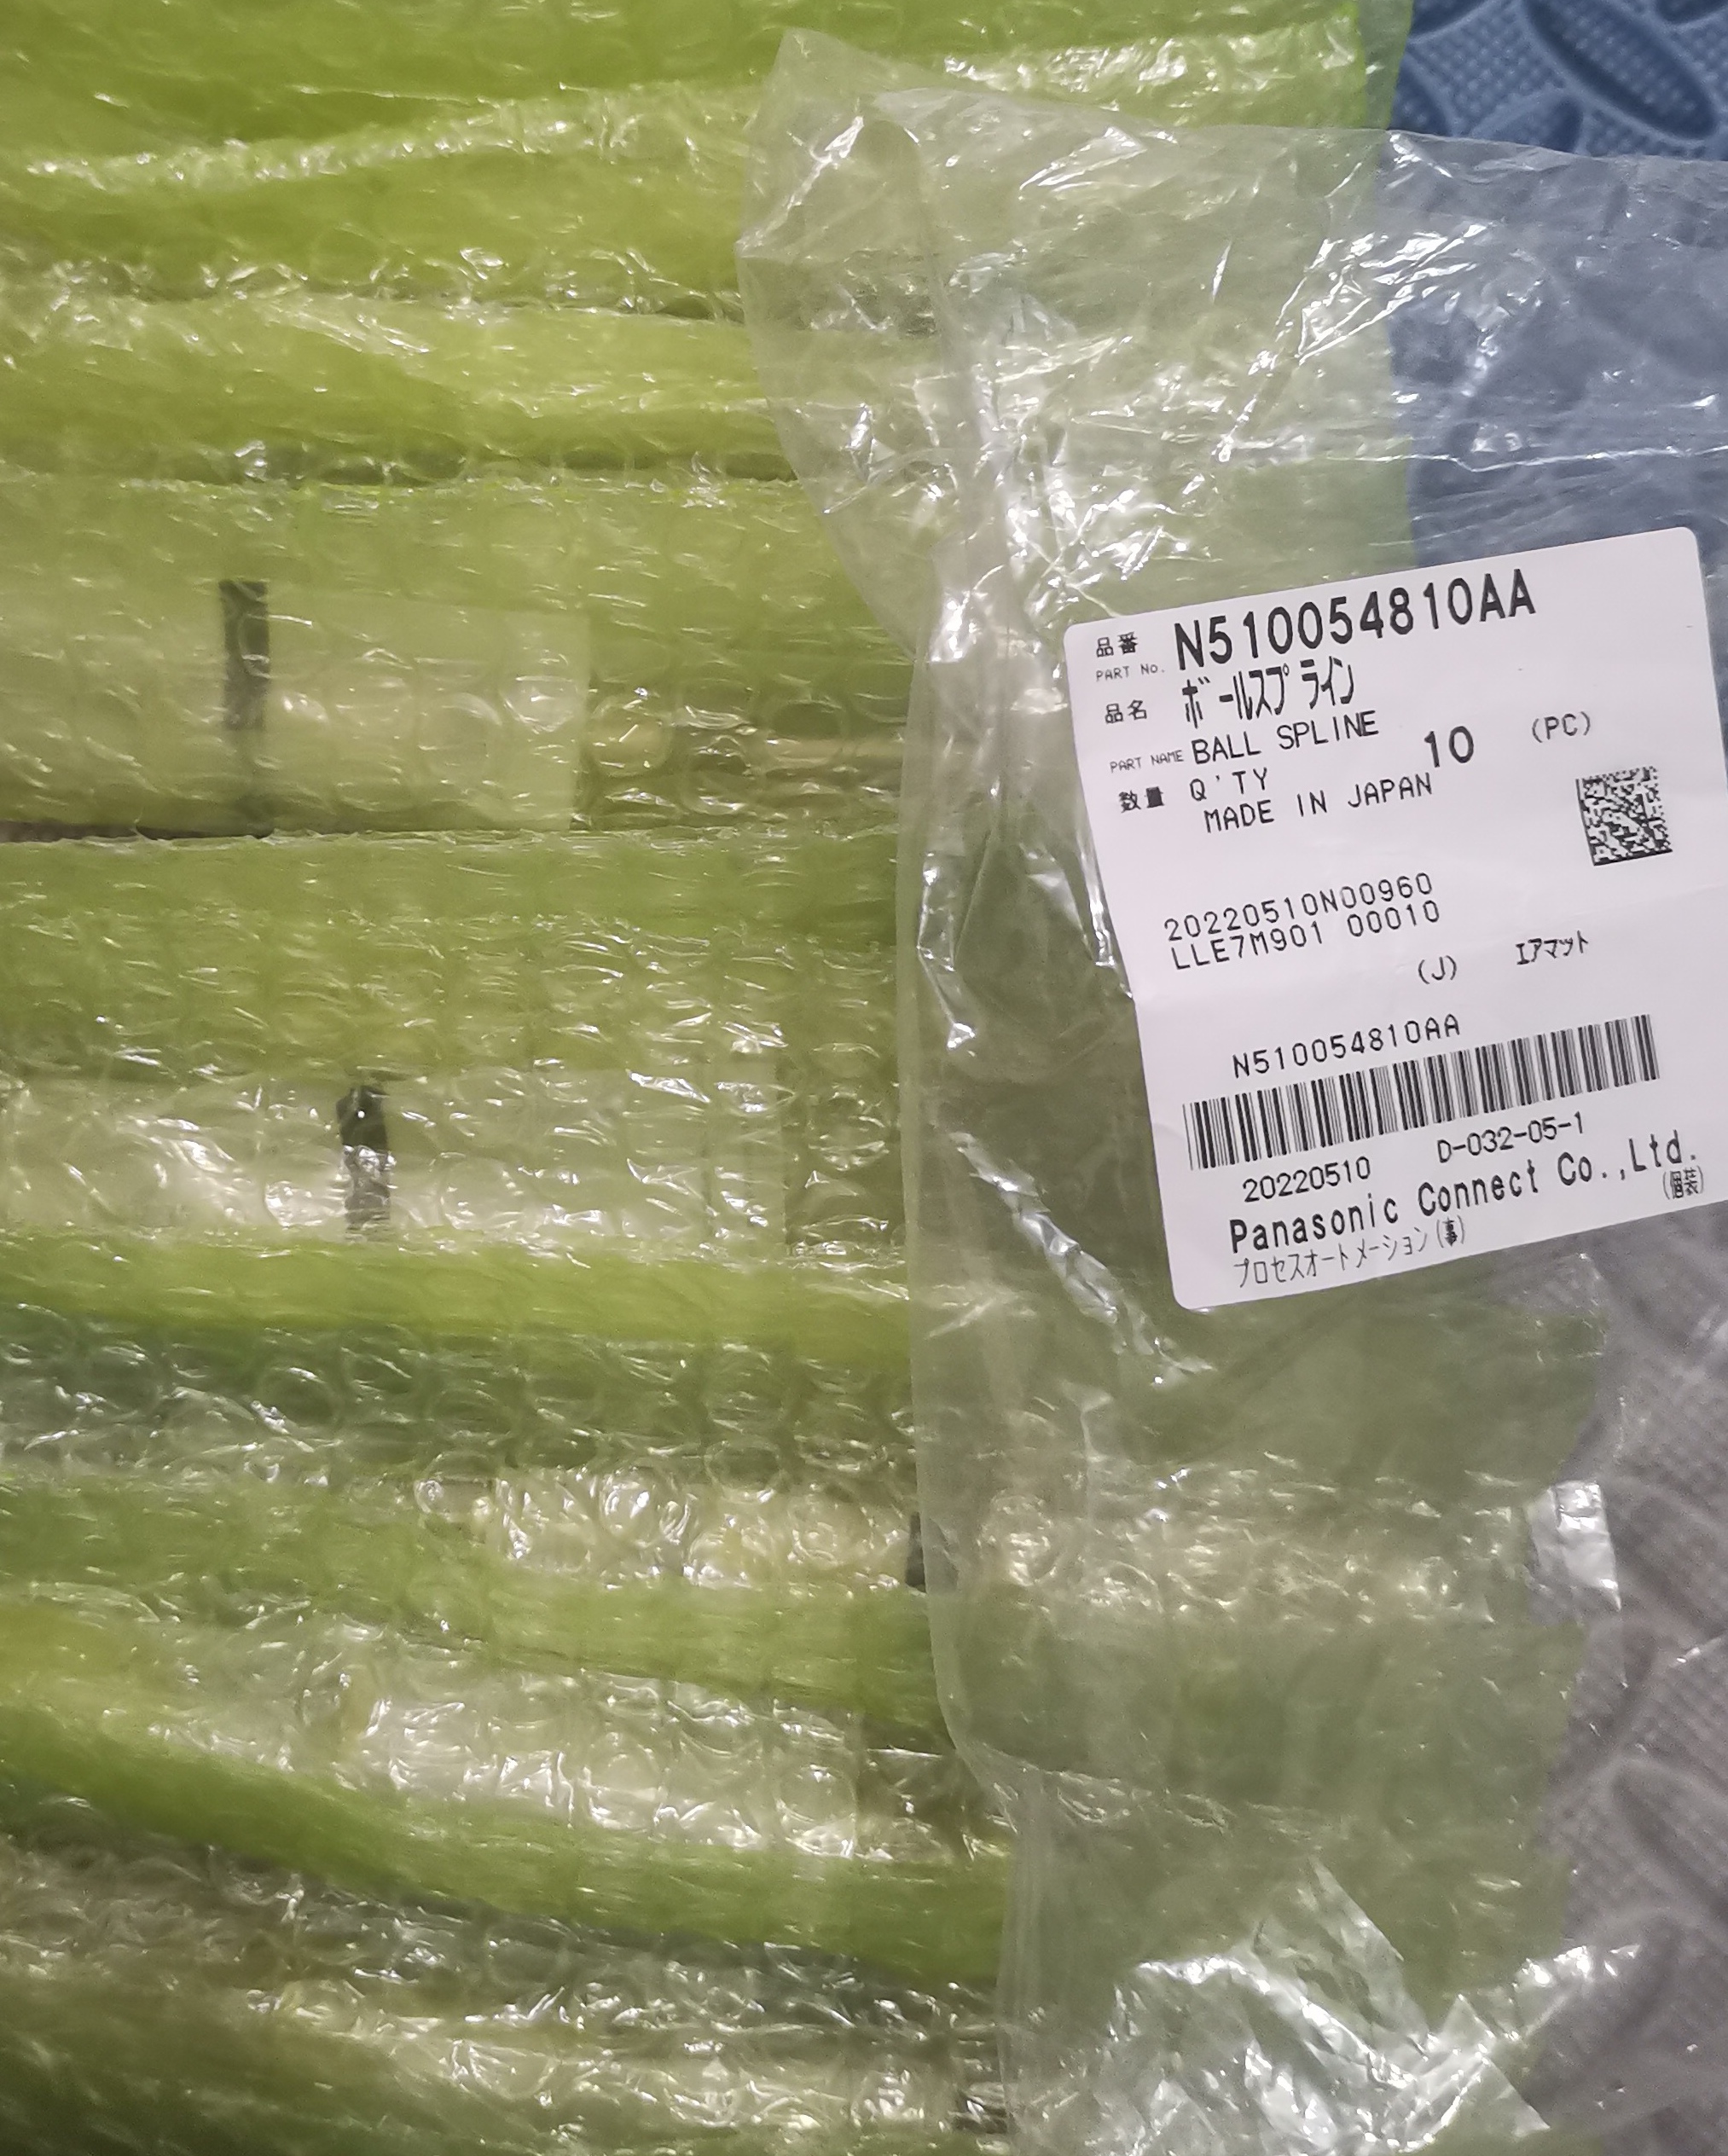 品番 N510054810AA
PART No.
品名 ボールスプライン
PART NAME BALL SPLINE
数量 Q'TY 10 (PC)
MADE IN JAPAN
20220510N00960
LLE7M901 00010
(J) エアマット
N510054810AA
20220510 D-032-05-1
Panasonic Connect Co.,Ltd.
プロセスオートメーション(事) (個装)